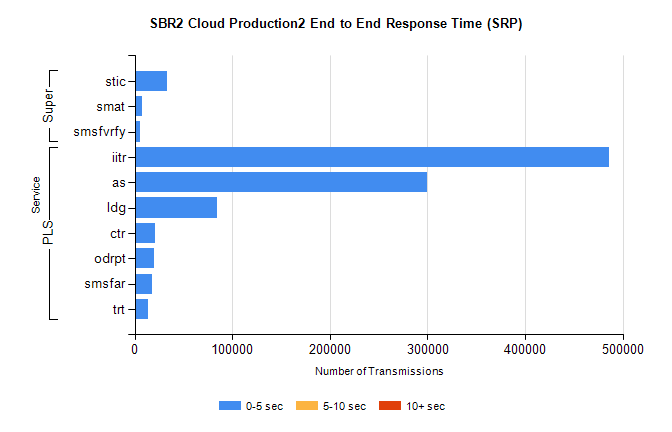 SBR2 Cloud Production2 End to End Response Time (SRP)
Super
stic
smat
smsfvrfy
Service
PLS
iitr
as
ldg
ctr
odrpt
smsfar
trt
0 100000 200000 300000 400000 500000
Number of Transmissions
0-5 sec 5-10 sec 10+ sec